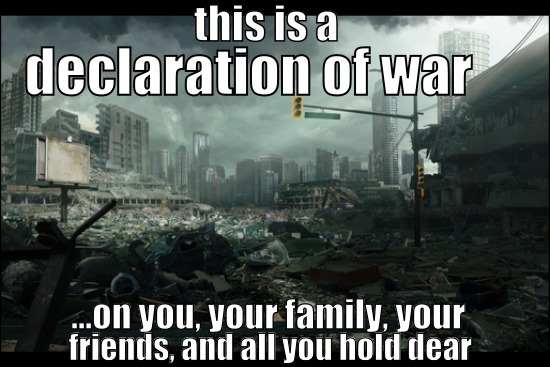 this is a
declaration of war
...on you, your family, your
friends, and all you hold dear